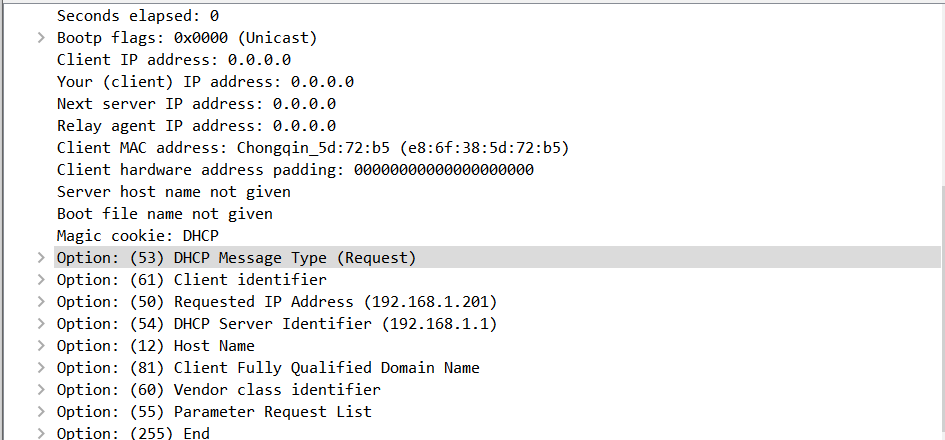 Seconds elapsed: 0
Bootp flags: 0x0000 (Unicast)
Client IP address: 0.0.0.0
Your (client) IP address: 0.0.0.0
Next server IP address: 0.0.0.0
Relay agent IP address: 0.0.0.0
Client MAC address: Chongqin_5d:72:b5 (e8:6f:38:5d:72:b5)
Client hardware address padding: 00000000000000000000
Server host name not given
Boot file name not given
Magic cookie: DHCP
Option: (53) DHCP Message Type (Request)
Option: (61) Client identifier
Option: (50) Requested IP Address (192.168.1.201)
Option: (54) DHCP Server Identifier (192.168.1.1)
Option: (12) Host Name
Option: (81) Client Fully Qualified Domain Name
Option: (60) Vendor class identifier
Option: (55) Parameter Request List
Option: (255) End